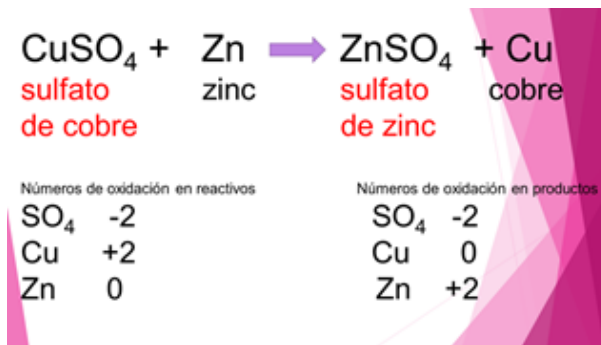 CuSO₄ + Zn ZnSO₄ + Cu
sulfato zinc sulfato cobre
de cobre de zinc
Números de oxidación en reactivos Números de oxidación en productos
SO₄ -2 SO₄ -2
Cu +2 Cu 0
Zn 0 Zn +2